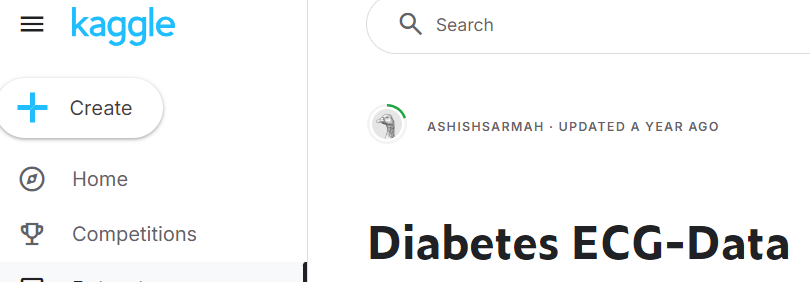 kaggle
Search
Create
ASHISHSARMAH · UPDATED A YEAR AGO
Home
Diabetes ECG-Data
Competitions